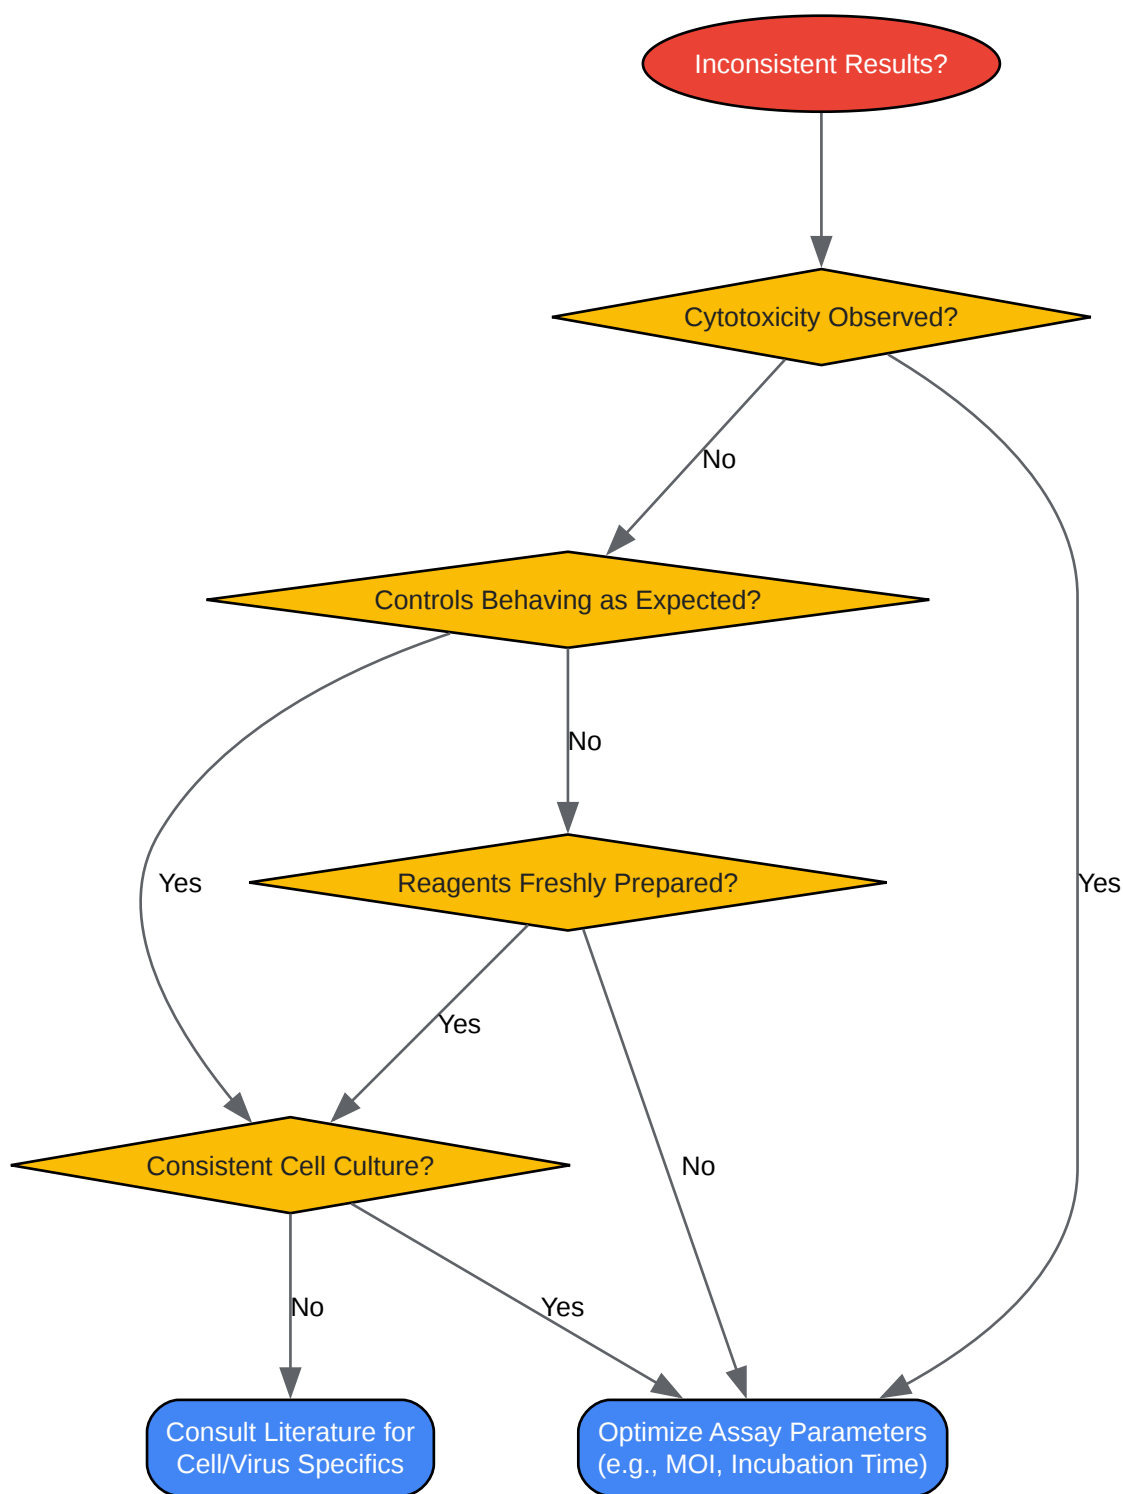 Inconsistent Results?
Cytotoxicity Observed?
No
Controls Behaving as Expected?
No
Yes
Reagents Freshly Prepared?
Yes
Yes
Consistent Cell Culture?
No
No
Yes
Consult Literature for
Cell/Virus Specifics
Optimize Assay Parameters
(e.g., MOI, Incubation Time)